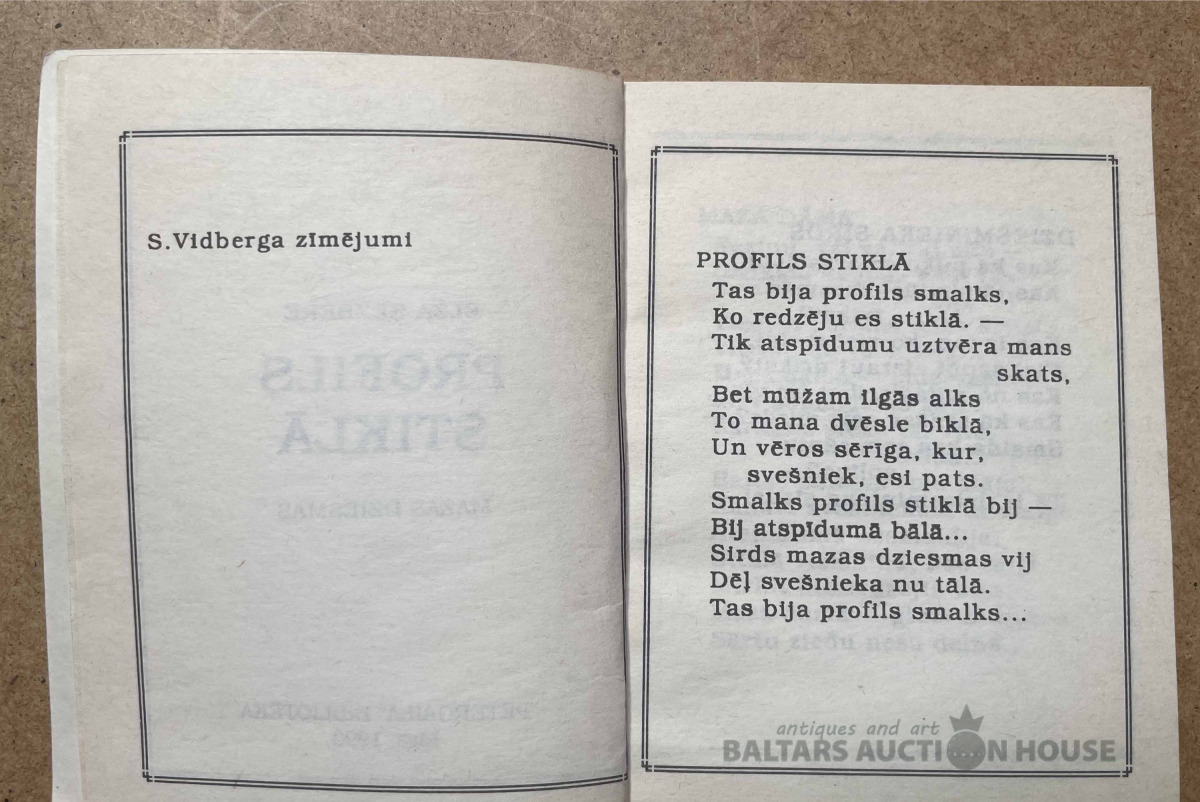 S.Vidberga zīmējumi
PROFILS STIKLĀ
Tas bija profils smalks,
Ko redzēju es stiklā. —
Tik atspīdumu uztvēra mans
skats,
Bet mūžam ilgās alks
To mana dvēsle biklā,
Un vēros sērīga, kur,
svešniek, esi pats.
Smalks profils stiklā bij —
Bij atspīdumā bālā...
Sirds mazas dziesmas vij
Dēļ svešnieka nu tālā.
Tas bija profils smalks...
antiques and art
BALTARS AUCTION HOUSE